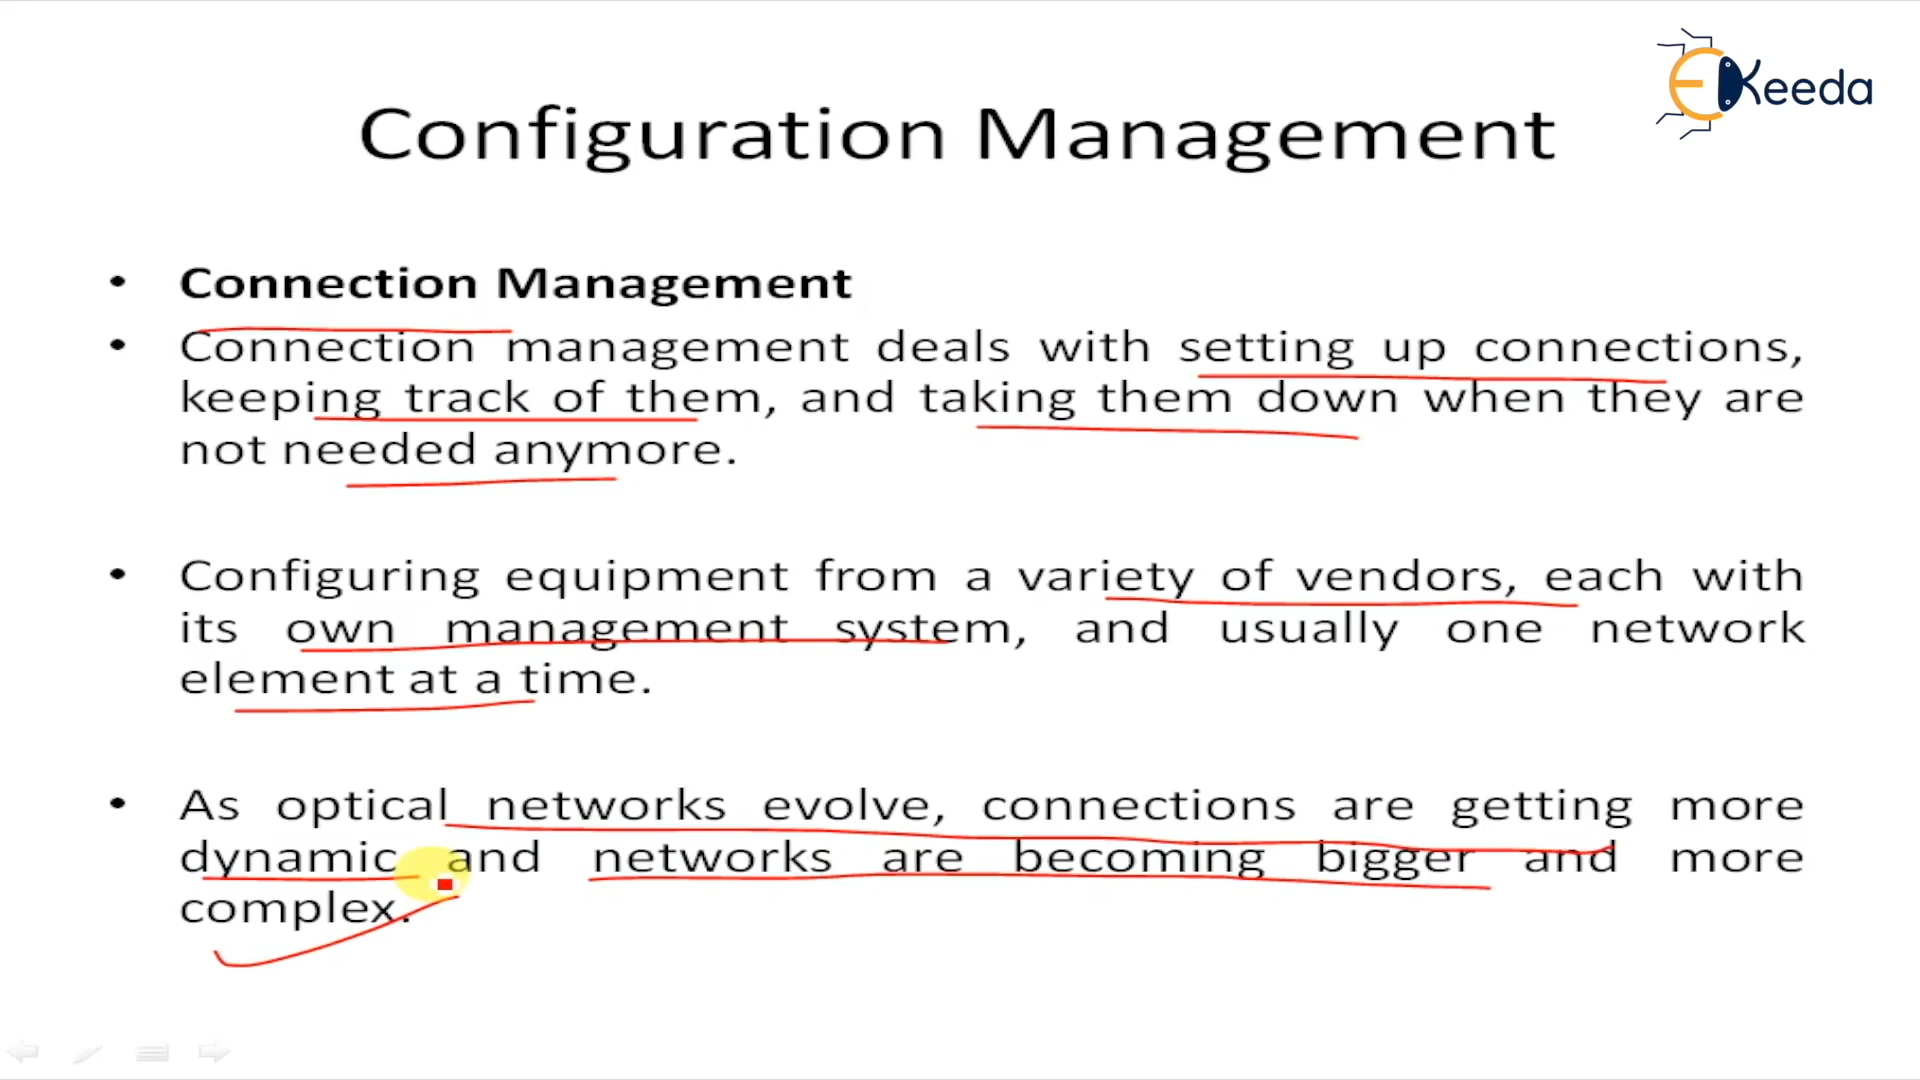 EKeeda
Configuration Management
• Connection Management
• Connection management deals with setting up connections,
keeping track of them, and taking them down when they are
not needed anymore.
• Configuring equipment from a variety of vendors, each with
its own management system, and usually one network
element at a time.
• As optical networks evolve, connections are getting more
dynamic and networks are becoming bigger and more
complex.